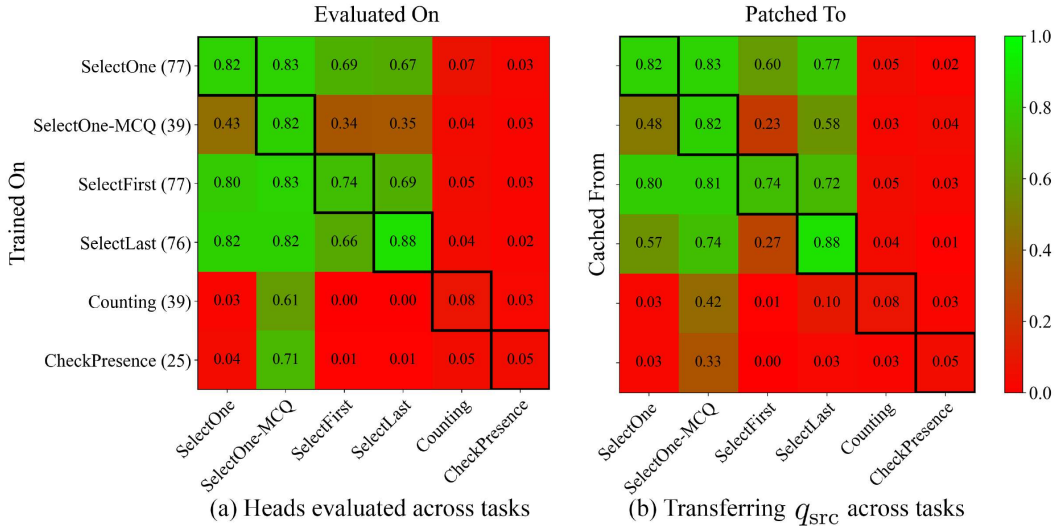 Evaluated On
Patched To
Trained On
SelectOne (77) 0.82 0.83 0.69 0.67 0.07 0.03
SelectOne-MCQ (39) 0.43 0.82 0.34 0.35 0.04 0.03
SelectFirst (77) 0.80 0.83 0.74 0.69 0.05 0.03
SelectLast (76) 0.82 0.82 0.66 0.88 0.04 0.02
Counting (39) 0.03 0.61 0.00 0.00 0.08 0.03
CheckPresence (25) 0.04 0.71 0.01 0.01 0.05 0.05
SelectOne SelectOne-MCQ SelectFirst SelectLast Counting CheckPresence
(a) Heads evaluated across tasks
Cached From
0.82 0.83 0.60 0.77 0.05 0.02
0.48 0.82 0.23 0.58 0.03 0.04
0.80 0.81 0.74 0.72 0.05 0.03
0.57 0.74 0.27 0.88 0.04 0.01
0.03 0.42 0.01 0.10 0.08 0.03
0.03 0.33 0.00 0.03 0.03 0.05
SelectOne SelectOne-MCQ SelectFirst SelectLast Counting CheckPresence
(b) Transferring q_src across tasks
1.0
0.8
0.6
0.4
0.2
0.0